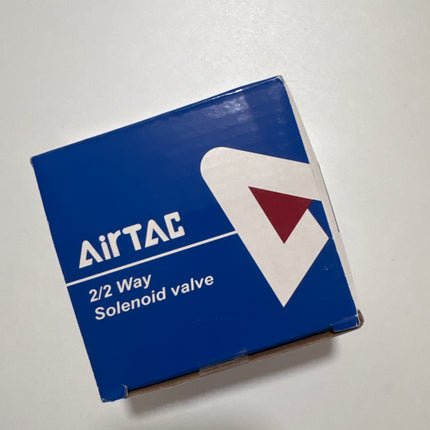 AirTAC
2/2 Way
Solenoid valve